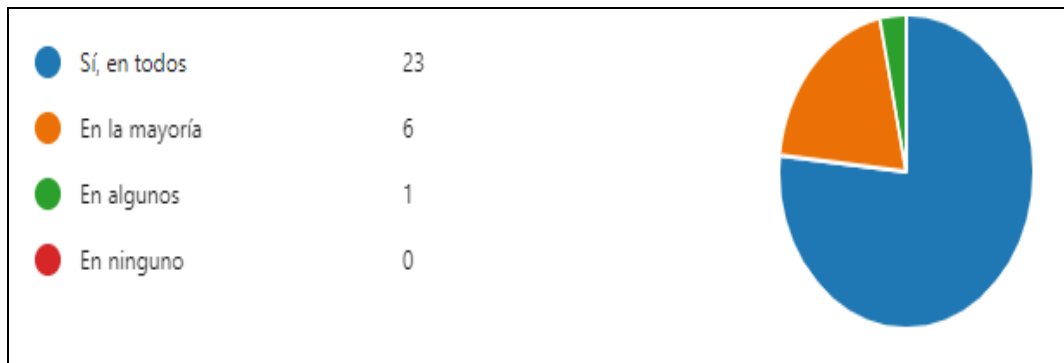 Sí, en todos 23
En la mayoría 6
En algunos 1
En ninguno 0